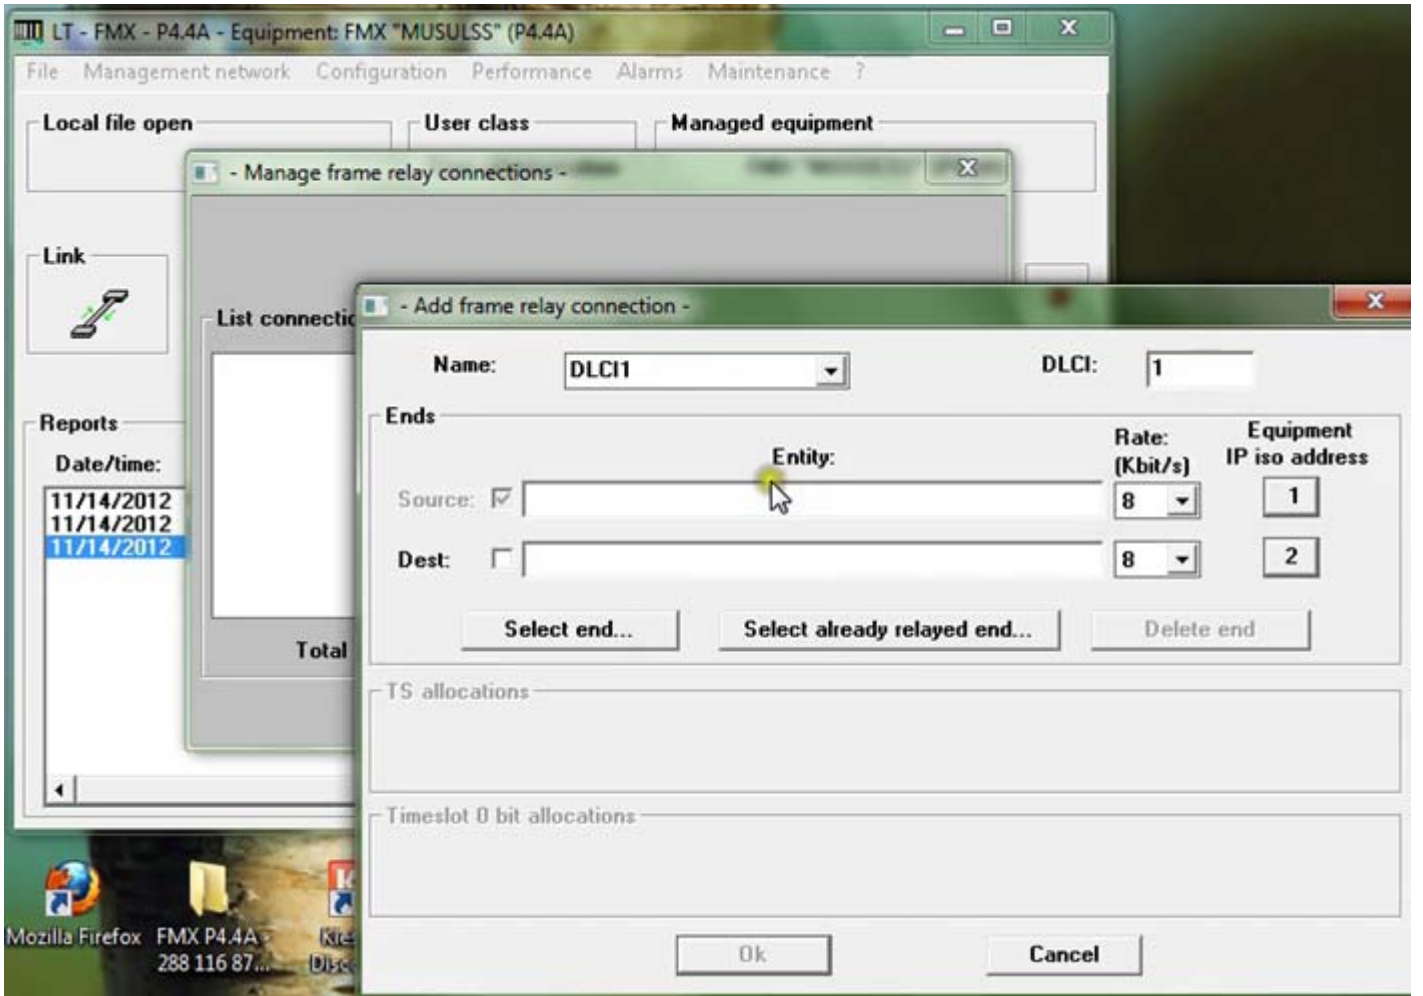 LT - FMX - P4.4A - Equipment: FMX "MUSULSS" (P4.4A)
File Management network Configuration Performance Alarms Maintenance ?
Local file open User class Managed equipment
- Manage frame relay connections -
Link
List connectio
- Add frame relay connection -
Name: DLCI1 DLCI: 1
Reports
Date/time:
11/14/2012
11/14/2012
11/14/2012
Total
Ends
Entity: Rate: (Kbit/s) Equipment IP iso address
Source: 8 1
Dest: 8 2
Select end... Select already relayed end... Delete end
TS allocations
Timeslot 0 bit allocations
Ok Cancel
Mozilla Firefox
FMX P4.4A -
288 116 87...